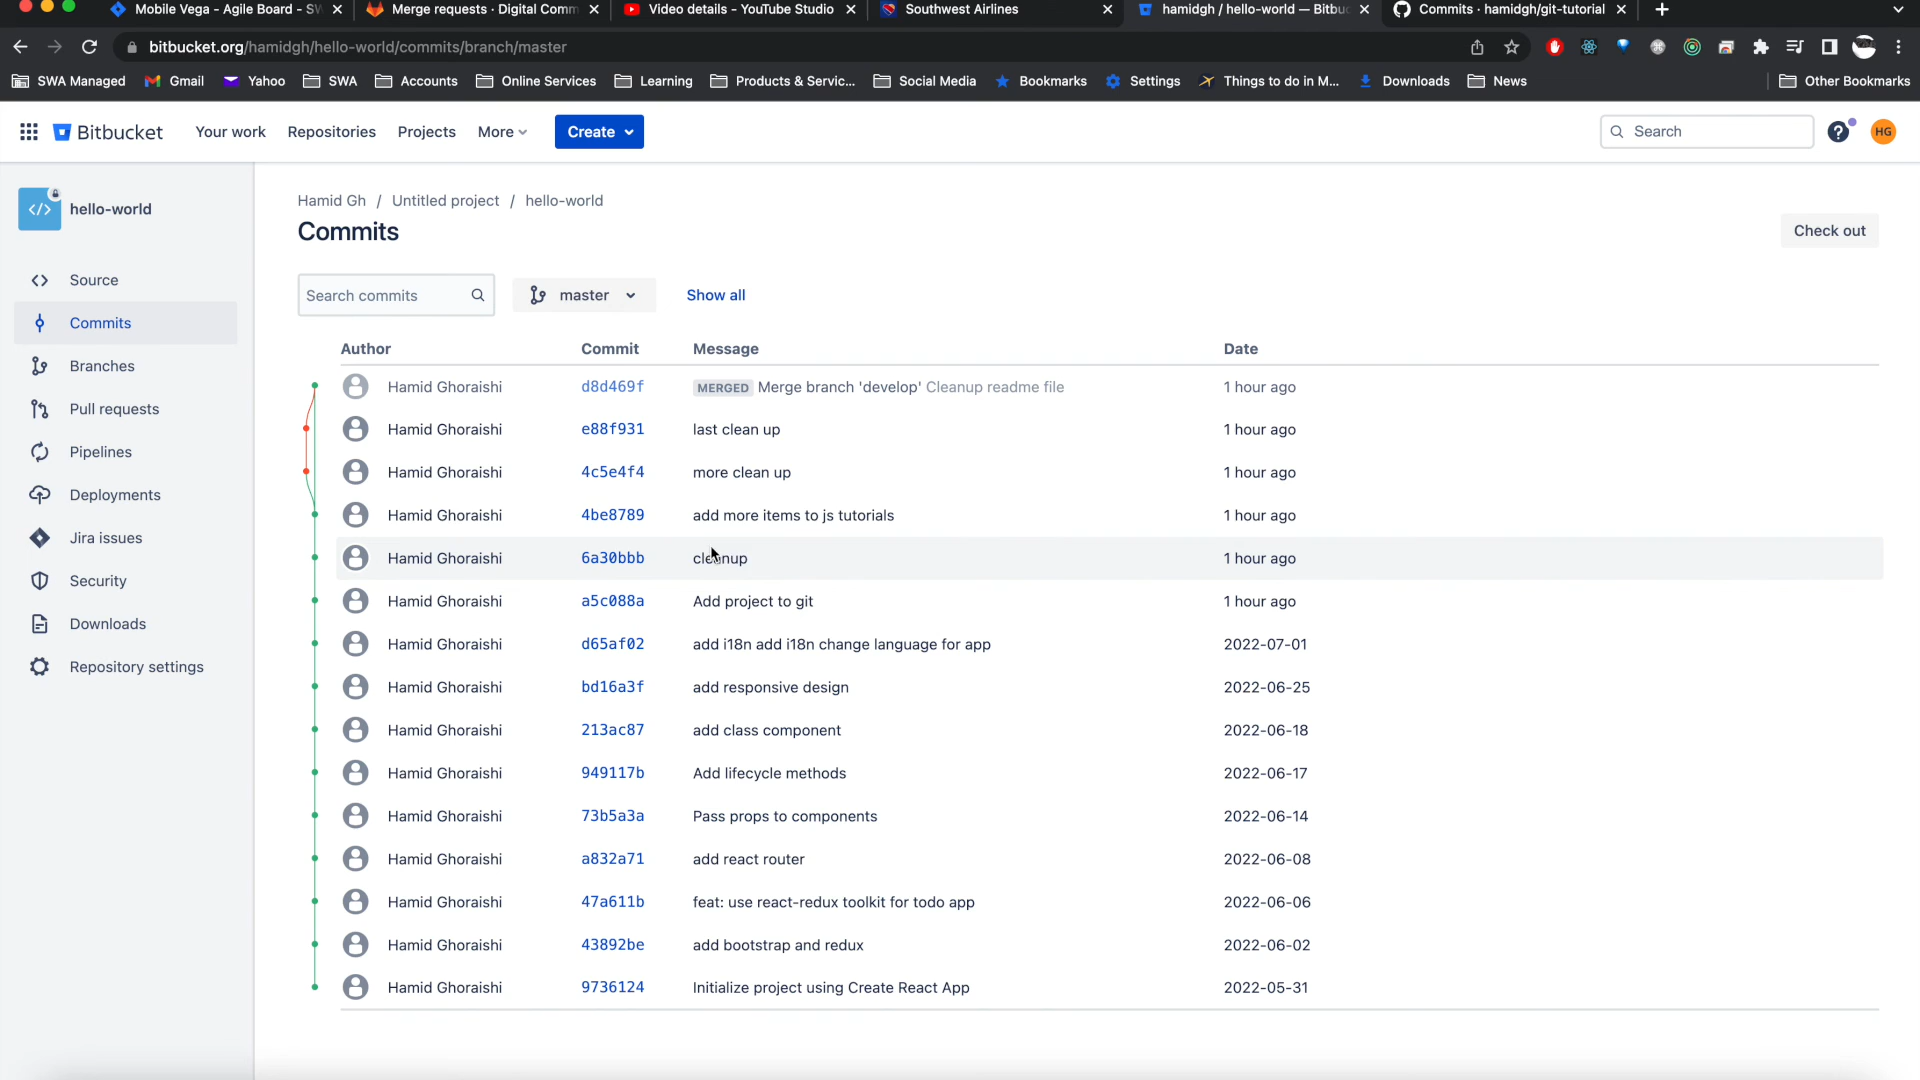 Mobile Vega - Agile Board - SW
Merge requests · Digital Comm
Video details - YouTube Studio
Southwest Airlines
hamidgh / hello-world — Bitbuc
Commits · hamidgh/git-tutorial
bitbucket.org/hamidgh/hello-world/commits/branch/master
SWA Managed Gmail Yahoo SWA Accounts Online Services Learning Products & Servic... Social Media Bookmarks Settings Things to do in M... Downloads News Other Bookmarks
Bitbucket Your work Repositories Projects More Create Search HG
hello-world
Source
Commits
Branches
Pull requests
Pipelines
Deployments
Jira issues
Security
Downloads
Repository settings
Hamid Gh / Untitled project / hello-world
Commits
Check out
Search commits master Show all
Author Commit Message Date
Hamid Ghoraishi d8d469f MERGED Merge branch 'develop' Cleanup readme file 1 hour ago
Hamid Ghoraishi e88f931 last clean up 1 hour ago
Hamid Ghoraishi 4c5e4f4 more clean up 1 hour ago
Hamid Ghoraishi 4be8789 add more items to js tutorials 1 hour ago
Hamid Ghoraishi 6a30bbb cleanup 1 hour ago
Hamid Ghoraishi a5c088a Add project to git 1 hour ago
Hamid Ghoraishi d65af02 add i18n add i18n change language for app 2022-07-01
Hamid Ghoraishi bd16a3f add responsive design 2022-06-25
Hamid Ghoraishi 213ac87 add class component 2022-06-18
Hamid Ghoraishi 949117b Add lifecycle methods 2022-06-17
Hamid Ghoraishi 73b5a3a Pass props to components 2022-06-14
Hamid Ghoraishi a832a71 add react router 2022-06-08
Hamid Ghoraishi 47a611b feat: use react-redux toolkit for todo app 2022-06-06
Hamid Ghoraishi 43892be add bootstrap and redux 2022-06-02
Hamid Ghoraishi 9736124 Initialize project using Create React App 2022-05-31